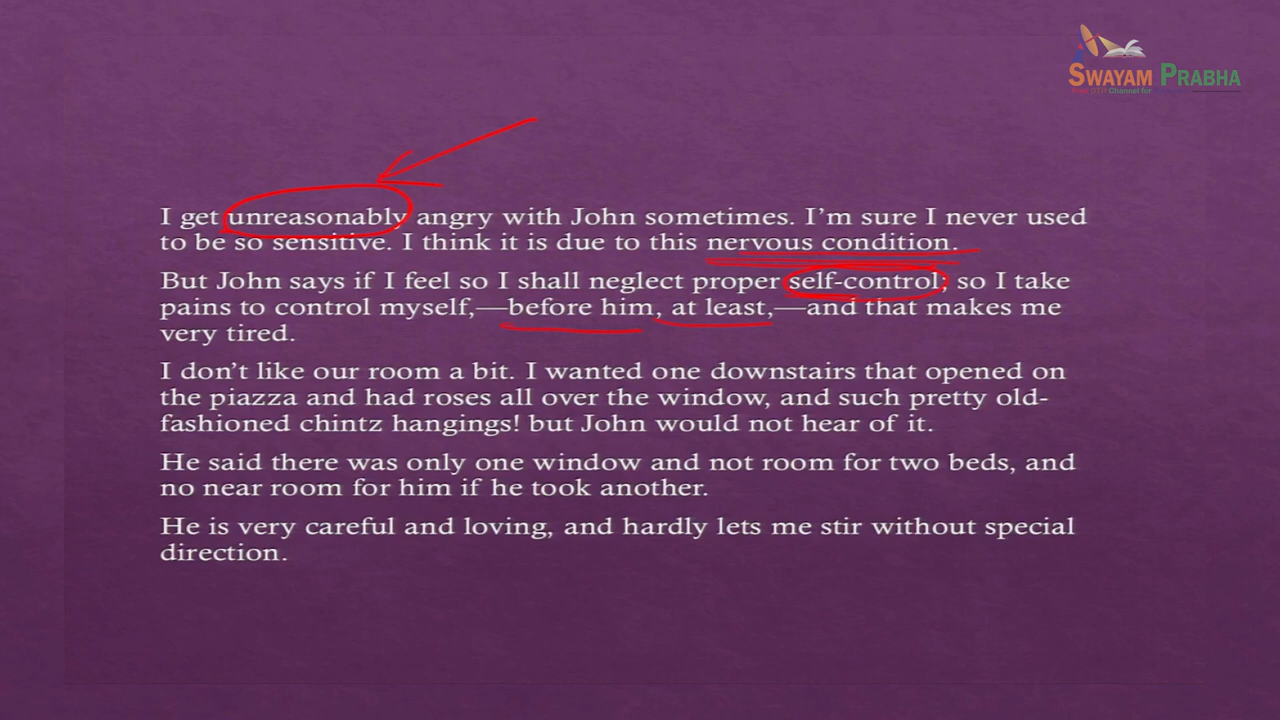 SWAYAM PRABHA
DTH Channel for
I get unreasonably angry with John sometimes. I’m sure I never used
to be so sensitive. I think it is due to this nervous condition.
But John says if I feel so I shall neglect proper self-control; so I take
pains to control myself,—before him, at least,—and that makes me
very tired.
I don’t like our room a bit. I wanted one downstairs that opened on
the piazza and had roses all over the window, and such pretty old-
fashioned chintz hangings! but John would not hear of it.
He said there was only one window and not room for two beds, and
no near room for him if he took another.
He is very careful and loving, and hardly lets me stir without special
direction.